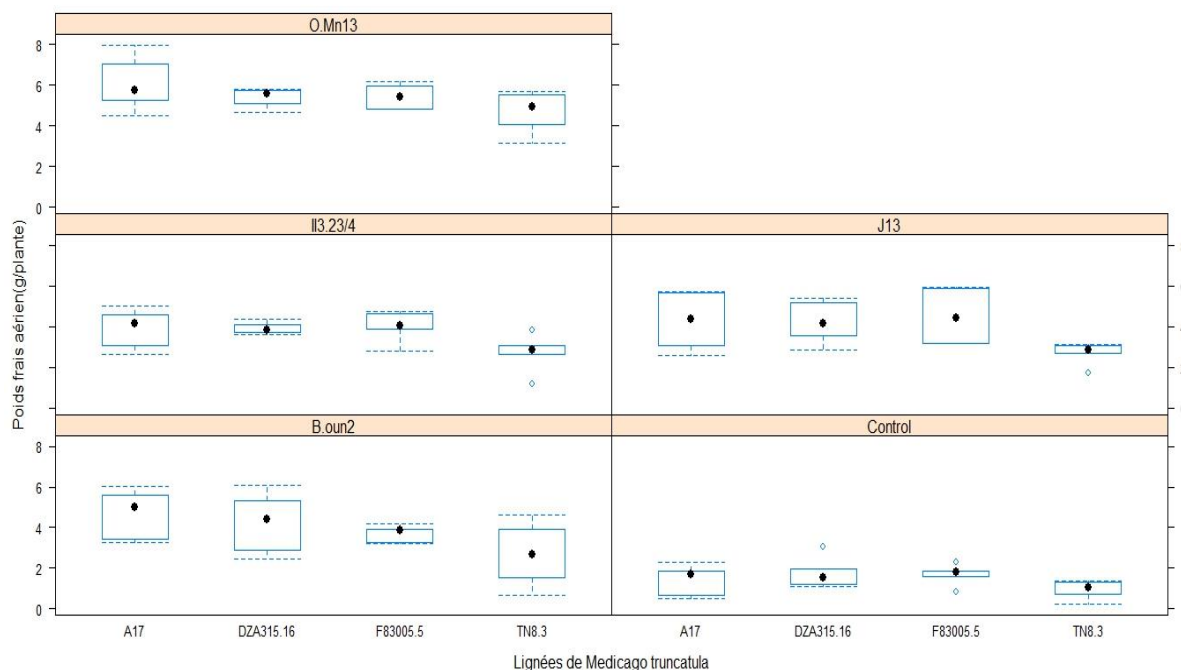 O.Mn13
8
6
4
2
0
II3.23/4
J13
Poids frais aérien(g/plante)
B.oun2
Control
8
6
4
2
0
A17
DZA315.16
F83005.5
TN8.3
A17
DZA315.16
F83005.5
TN8.3
Lignées de Medicago truncatula